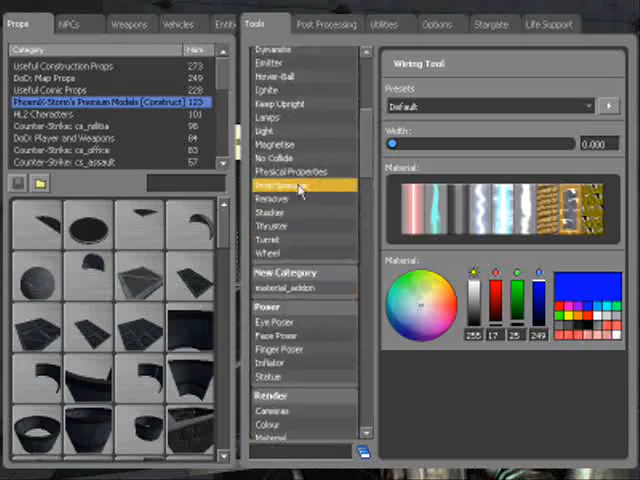 Props NPCs Weapons Vehicles Entit
Category Num
Useful Construction Props 273
DoD: Map Props 249
Useful Comic Props 228
PhoeniX-Storm's Premium Models [Construct] 123
HL2 Characters 101
Counter-Strike: cs_militia 96
DoD: Player and Weapons
Counter-Strike: cs_office 83
Counter-Strike: cs_assault 57
Tools Post Processing Utilities Options Stargate Life Support
Dynamite
Emitter
Hover-Ball
Ignite
Keep Upright
Lamps
Light
Magnetise
No Collide
Physical Properties
Remover
Stacker
Thruster
Turret
Wheel
New Category
material_addon
Poser
Eye Poser
Face Poser
Finger Poser
Inflator
Statue
Render
Cameras
Colour
Material
Wiring Tool
Presets
Default
Width:
0.000
Material:
Material:
255 17 25 249